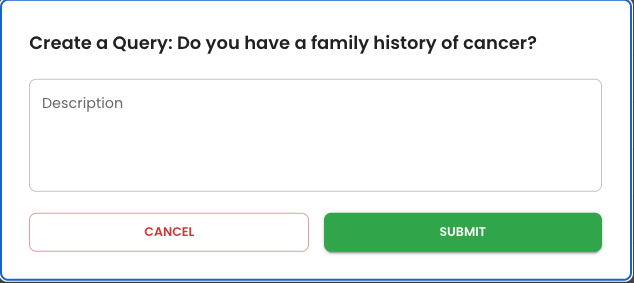 Create a Query: Do you have a family history of cancer?
Description
CANCEL
SUBMIT